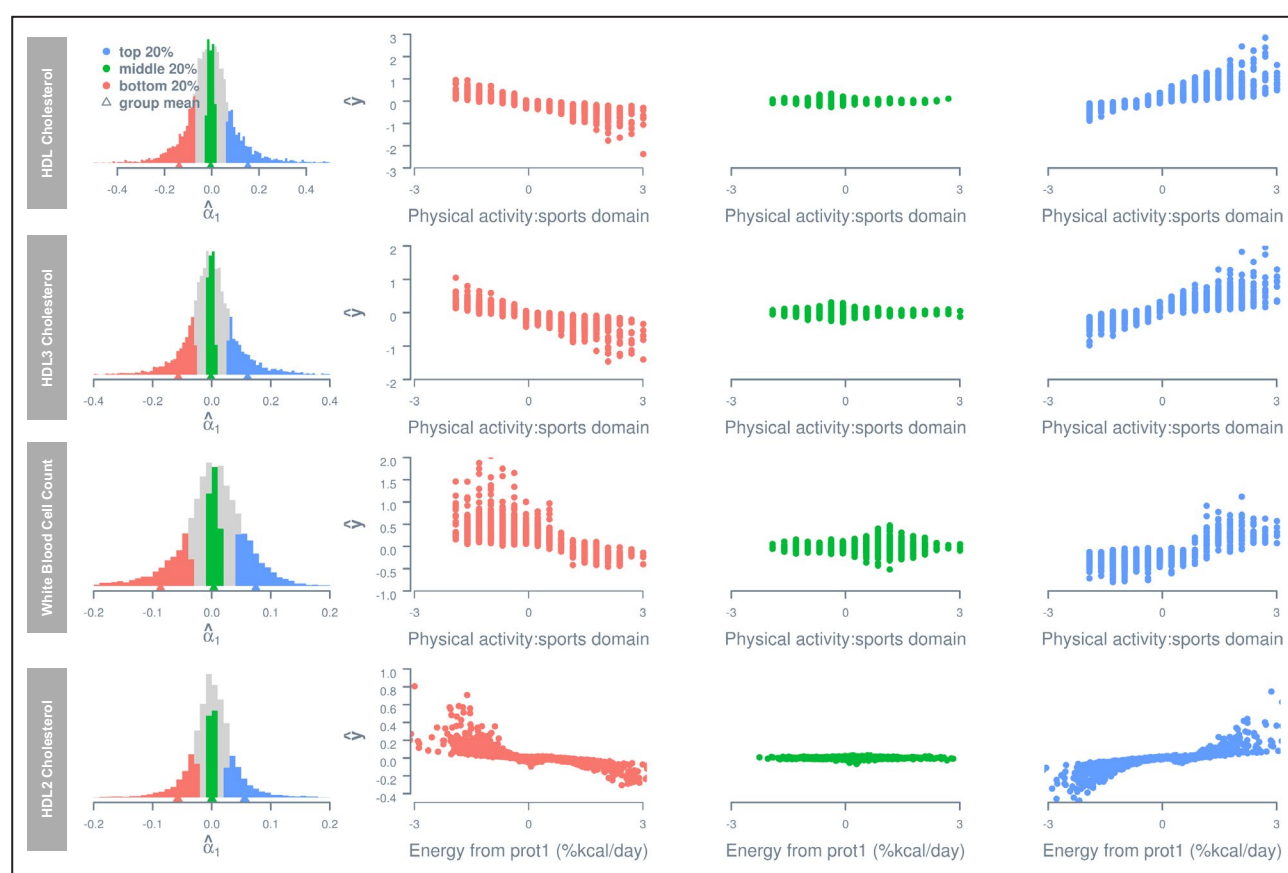 HDL Cholesterol
top 20%
middle 20%
bottom 20%
group mean
-0.4 -0.2 0.0 0.2 0.4
α̂1
ŷ
3
2
1
0
-1
-2
-3
-3 0 3
Physical activity:sports domain
-3 0 3
Physical activity:sports domain
-3 0 3
Physical activity:sports domain
HDL3 Cholesterol
-0.4 -0.2 0.0 0.2 0.4
α̂1
ŷ
2
1
0
-1
-2
-3 0 3
Physical activity:sports domain
-3 0 3
Physical activity:sports domain
-3 0 3
Physical activity:sports domain
White Blood Cell Count
-0.2 -0.1 0.0 0.1 0.2
α̂1
ŷ
2.0
1.5
1.0
0.5
0.0
-0.5
-1.0
-3 0 3
Physical activity:sports domain
-3 0 3
Physical activity:sports domain
-3 0 3
Physical activity:sports domain
HDL2 Cholesterol
-0.2 -0.1 0.0 0.1 0.2
α̂1
ŷ
1.0
0.8
0.6
0.4
0.2
0.0
-0.2
-0.4
-3 0 3
Energy from prot1 (%kcal/day)
-3 0 3
Energy from prot1 (%kcal/day)
-3 0 3
Energy from prot1 (%kcal/day)